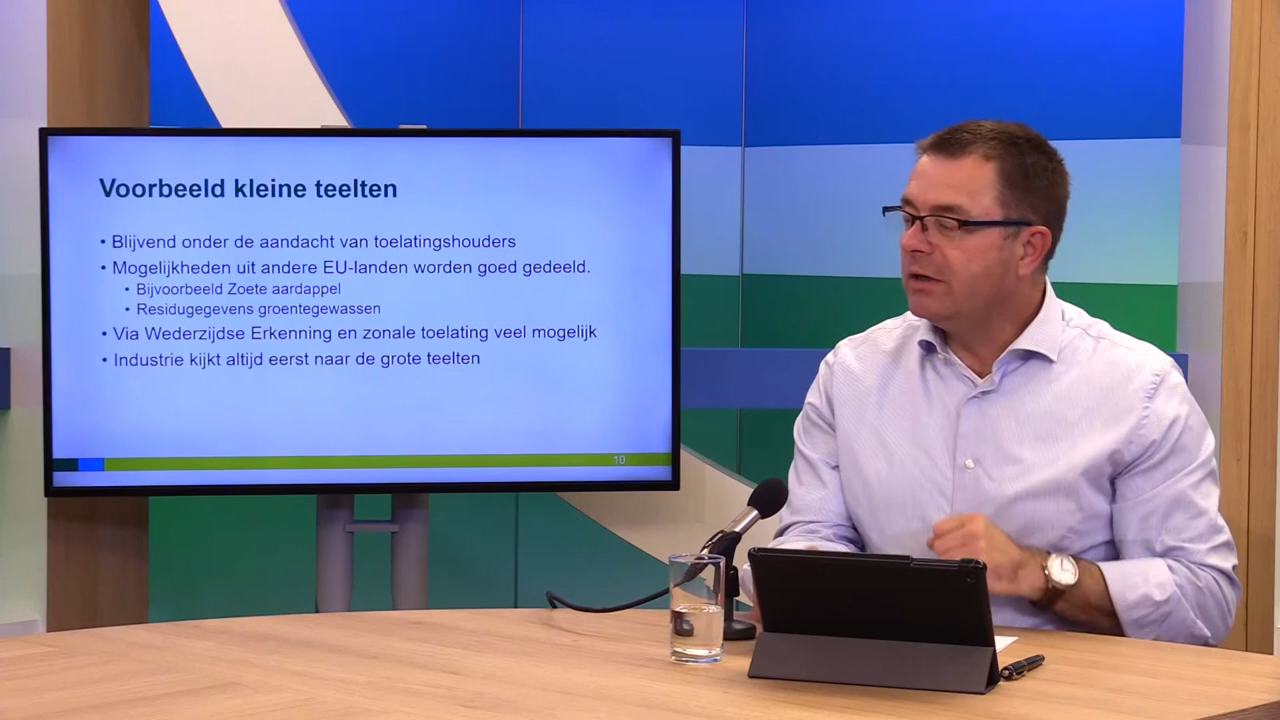 Voorbeeld kleine teelten
• Blijvend onder de aandacht van toelatingshouders
• Mogelijkheden uit andere EU-landen worden goed gedeeld.
• Bijvoorbeeld Zoete aardappel
• Residugegevens groentegewassen
• Via Wederzijdse Erkenning en zonale toelating veel mogelijk
• Industrie kijkt altijd eerst naar de grote teelten
10